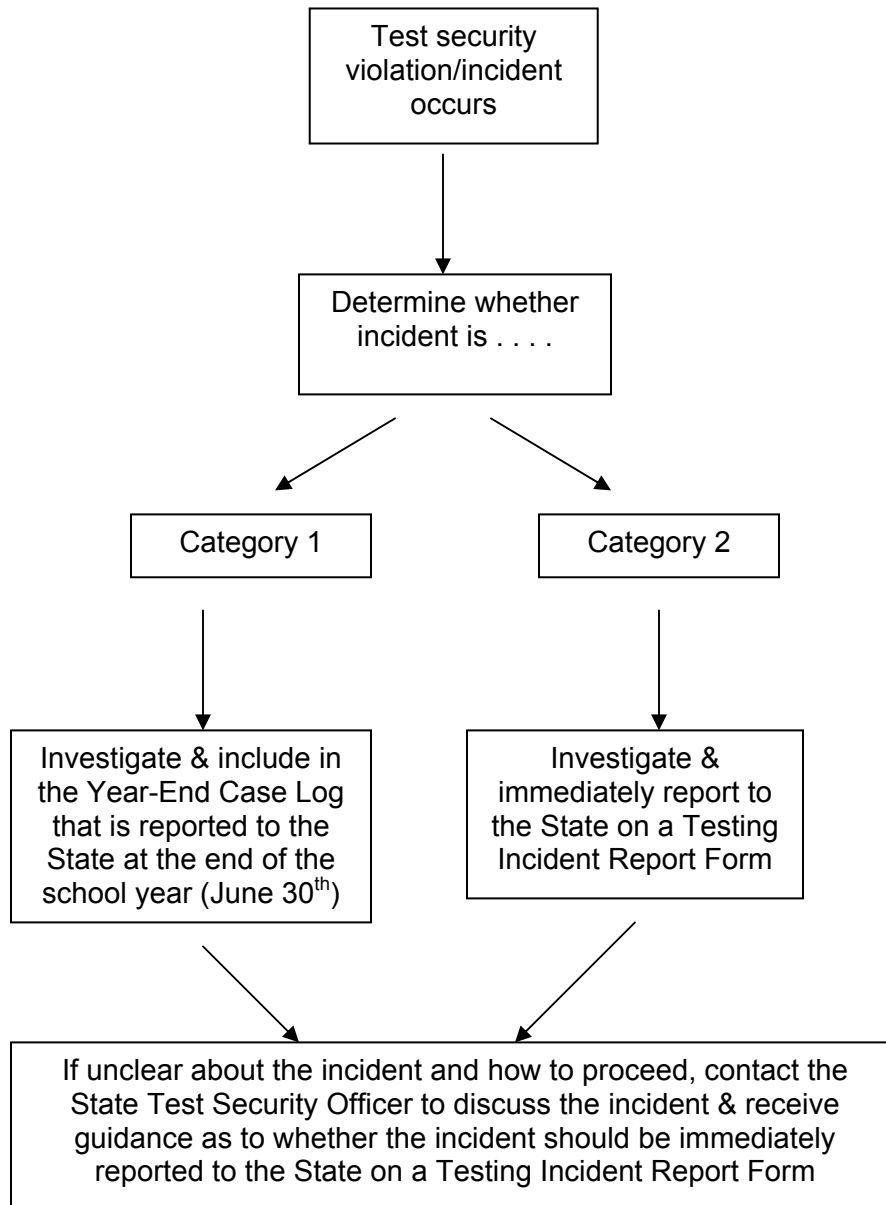 Test security
violation/incident
occurs
Determine whether
incident is . . . .
Category 1
Category 2
Investigate & include in
the Year-End Case Log
that is reported to the
State at the end of the
school year (June 30th)
Investigate &
immediately report to
the State on a Testing
Incident Report Form
If unclear about the incident and how to proceed, contact the
State Test Security Officer to discuss the incident & receive
guidance as to whether the incident should be immediately
reported to the State on a Testing Incident Report Form